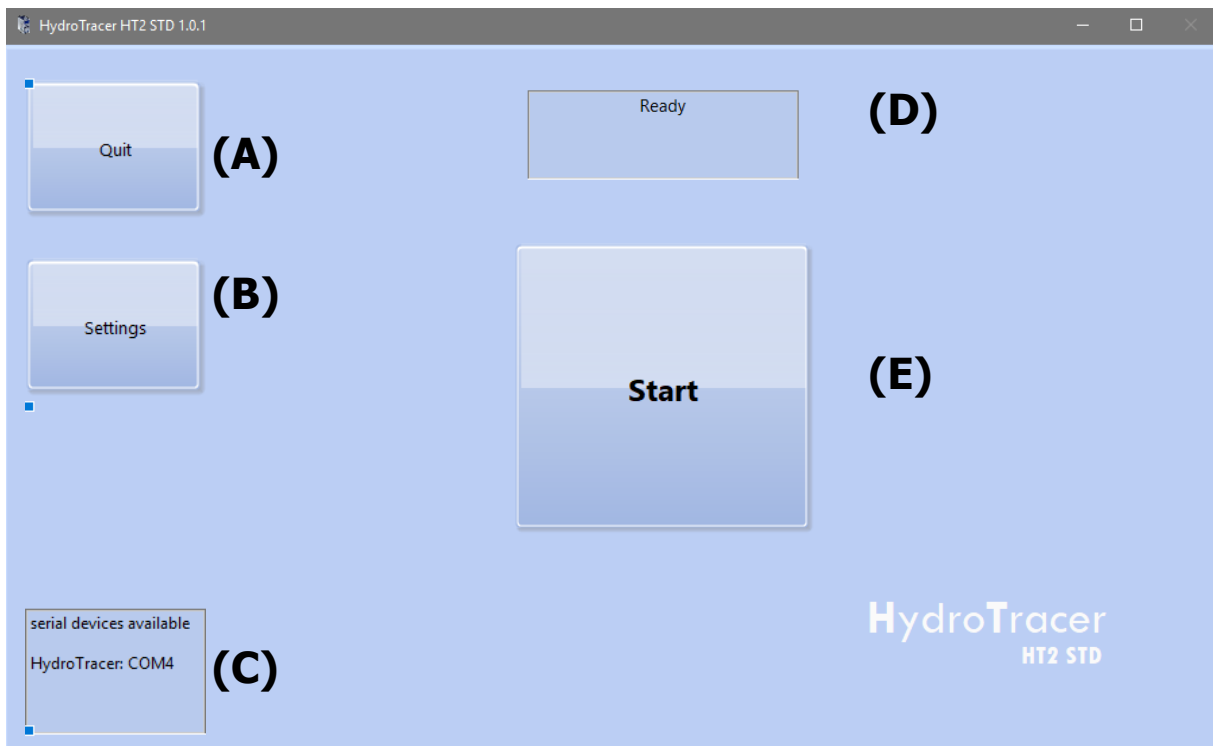 HydroTracer HT2 STD 1.0.1
Quit
(A)
Ready
(D)
Settings
(B)
Start
(E)
serial devices available
HydroTracer: COM4
(C)
HydroTracer
HT2 STD